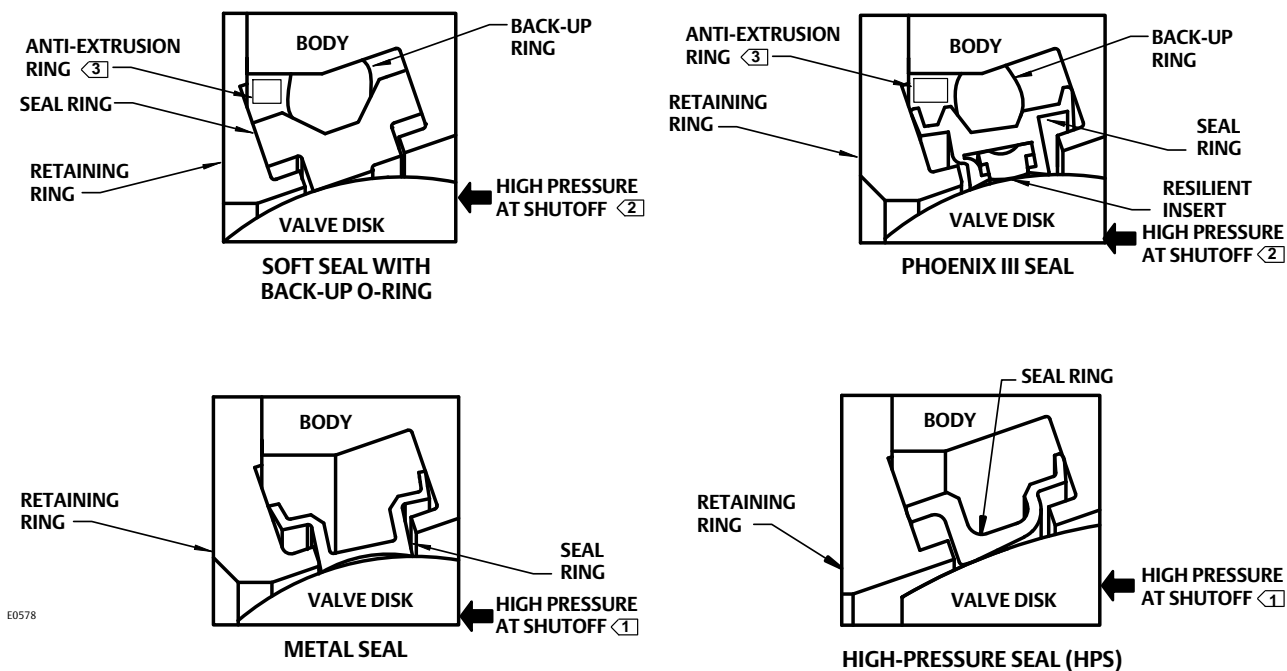 BODY
BACK-UP
RING
ANTI-EXTRUSION
RING 3
SEAL RING
RETAINING
RING
HIGH PRESSURE
AT SHUTOFF 2
VALVE DISK
SOFT SEAL WITH
BACK-UP O-RING
BODY
BACK-UP
RING
ANTI-EXTRUSION
RING 3
RETAINING
RING
SEAL
RING
RESILIENT
INSERT
HIGH PRESSURE
AT SHUTOFF 2
VALVE DISK
PHOENIX III SEAL
BODY
RETAINING
RING
SEAL
RING
VALVE DISK
HIGH PRESSURE
AT SHUTOFF 1
METAL SEAL
E0578
SEAL RING
BODY
RETAINING
RING
VALVE DISK
HIGH PRESSURE
AT SHUTOFF 1
HIGH-PRESSURE SEAL (HPS)